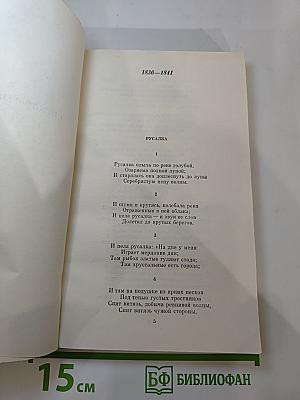 1836—1841
РУСАЛКА
1
Русалка плыла по реке голубой,
Озаряема полной луной;
И старалась она доплеснуть до луны
Серебристую пену волны.
2
И шумя и крутясь, колебала река
Отраженные в ней облака;
И пела русалка — и звук ее слов
Долетал до крутых берегов.
3
И пела русалка: «На дне у меня
Играет мерцание дня;
Там рыбок златые гуляют стада;
Там хрустальные есть города;
4
И там на подушке из ярких песков
Под тенью густых тростников
Спит витязь, добыча ревнивой волны,
Спит витязь чужой стороны.
5
15 см
БФ БИБЛИОФАН